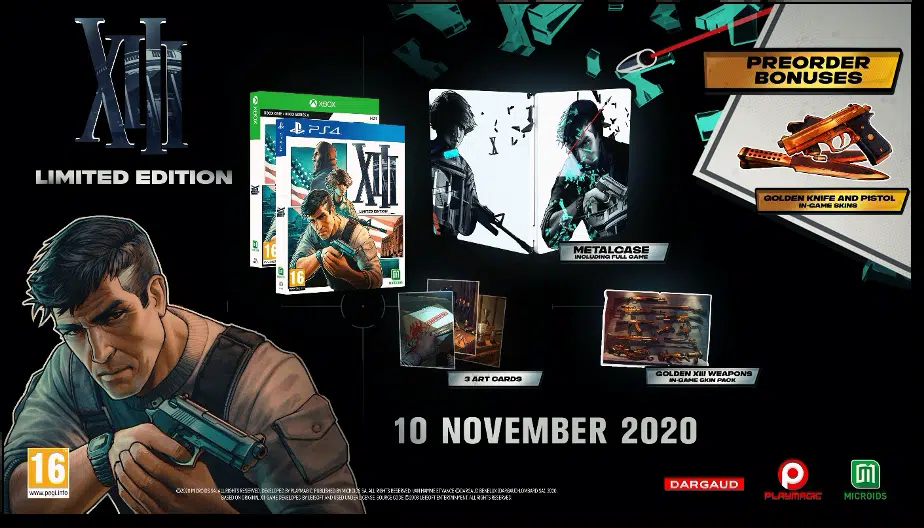 XIII
LIMITED EDITION
XBOX
PS4
XIII
LIMITED EDITION
16
16
METALCASE
INCLUDING FULL GAME
PREORDER
BONUSES
GOLDEN KNIFE AND PISTOL
IN-GAME SKINS
3 ART CARDS
GOLDEN XIII WEAPONS
IN-GAME SKIN PACK
10 NOVEMBER 2020
16
www.pegi.info
DARGAUD
PLAYMAGIC
MICROIDS